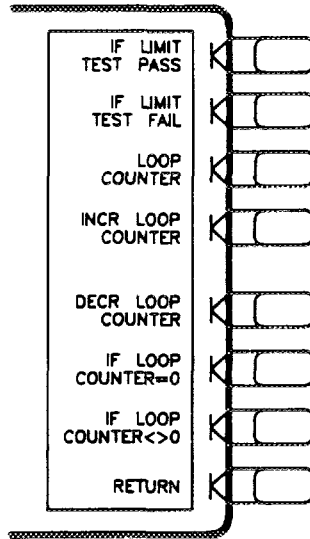 IF LIMIT
TEST PASS
IF LIMIT
TEST FAIL
LOOP
COUNTER
INCR LOOP
COUNTER
DECR LOOP
COUNTER
IF LOOP
COUNTER=0
IF LOOP
COUNTER<>0
RETURN